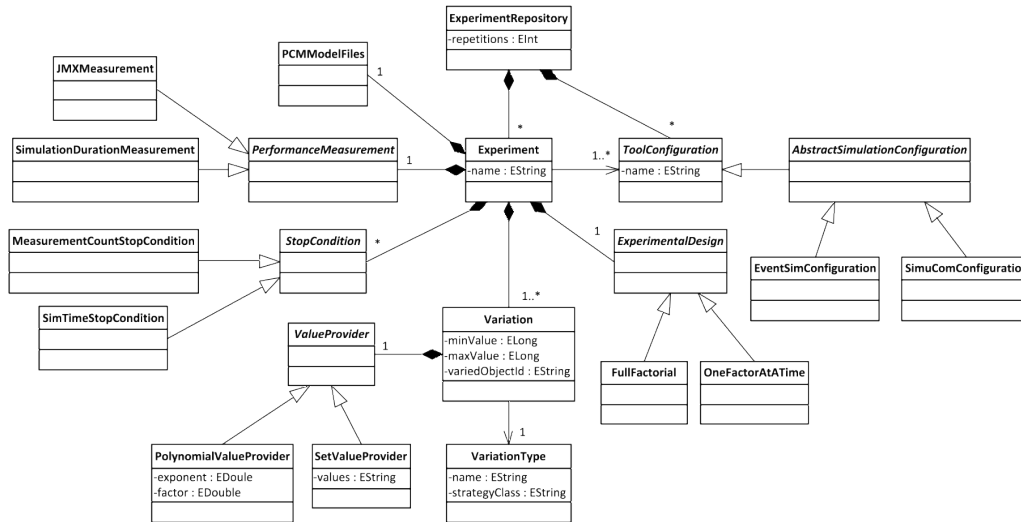 ExperimentRepository
-repetitions : EInt
PCMModelFiles
1
JMXMeasurement
*
*
SimulationDurationMeasurement
PerformanceMeasurement
1
Experiment
-name : EString
1..*
ToolConfiguration
-name : EString
AbstractSimulationConfiguration
MeasurementCountStopCondition
StopCondition
*
1
ExperimentalDesign
EventSimConfiguration
SimuComConfiguration
SimTimeStopCondition
1..*
ValueProvider
1
Variation
-minValue : ELong
-maxValue : ELong
-variedObjectId : EString
FullFactorial
OneFactorAtATime
1
PolynomialValueProvider
-exponent : EDoule
-factor : EDouble
SetValueProvider
-values : EString
VariationType
-name : EString
-strategyClass : EString